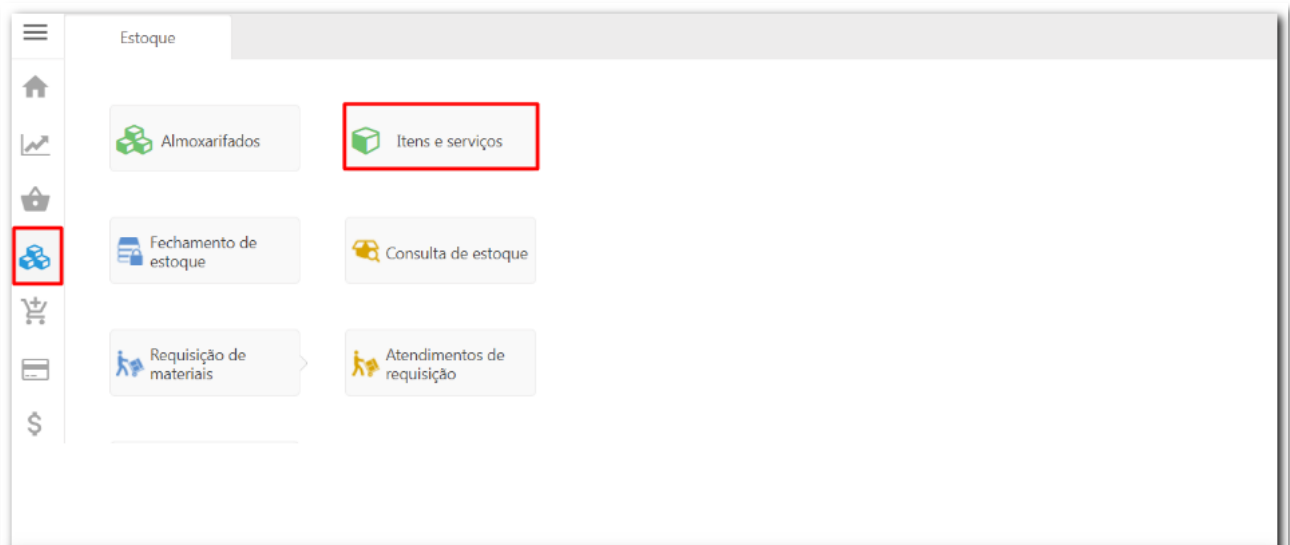 Estoque
Almoxarifados
Itens e serviços
Fechamento de
estoque
Consulta de estoque
Requisição de
materiais
Atendimentos de
requisição